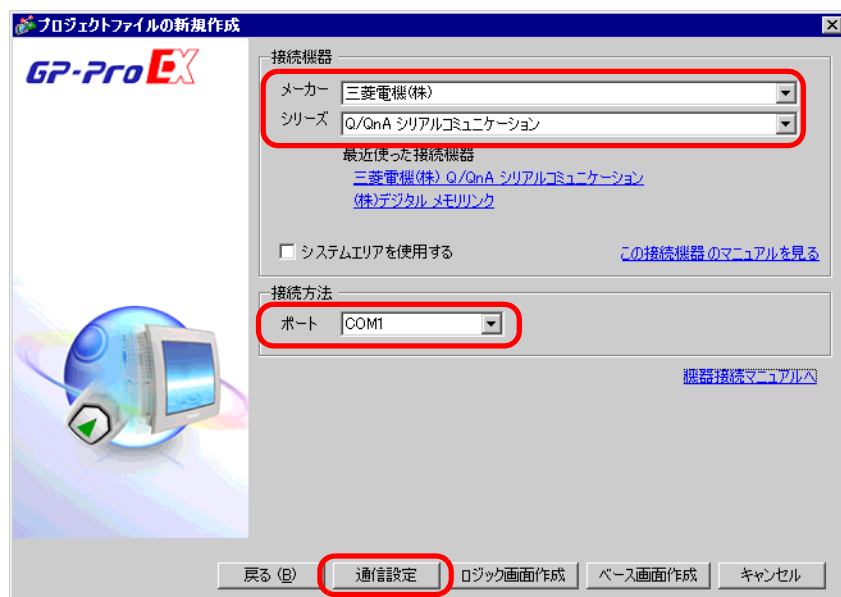 プロジェクトファイルの新規作成
GP-Pro EX
接続機器
メーカー 三菱電機(株)
シリーズ Q/QnA シリアルコミュニケーション
最近使った接続機器
三菱電機(株) Q/QnA シリアルコミュニケーション
(株)デジタル メモリリンク
システムエリアを使用する この接続機器のマニュアルを見る
接続方法
ポート COM1
機器接続マニュアルへ
戻る (B) 通信設定 ロジック画面作成 ベース画面作成 キャンセル